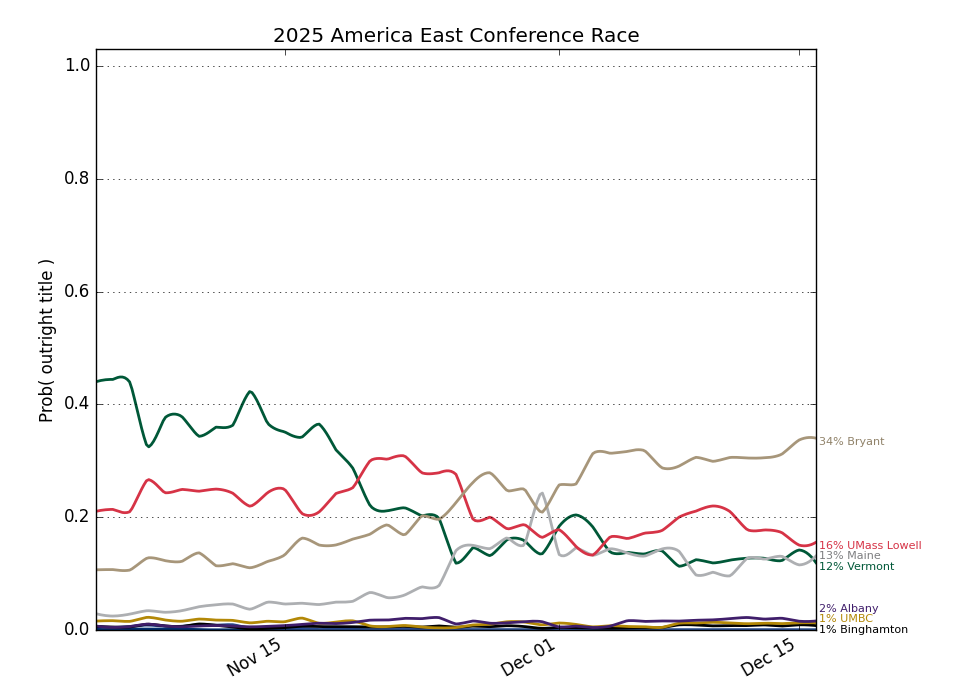 2025 America East Conference Race
Prob( outright title )
1.0
0.8
0.6
0.4
0.2
0.0
34% Bryant
16% UMass Lowell
13% Maine
12% Vermont
2% Albany
1% UMBC
1% Binghamton
Nov 15
Dec 01
Dec 15